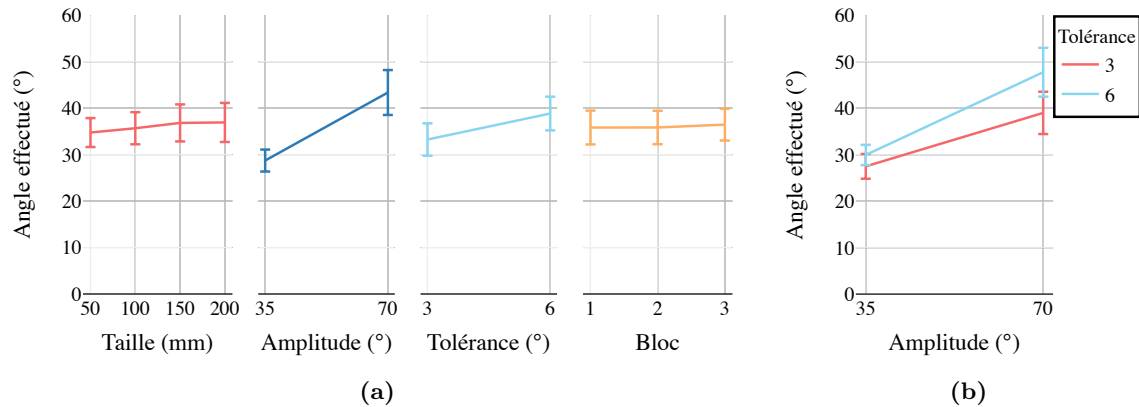 Angle effectué (°)
60
50
40
30
20
10
0
50 100 150 200
Taille (mm)
35 70
Amplitude (°)
3 6
Tolérance (°)
1 2 3
Bloc
(a)
Angle effectué (°)
60
50
40
30
20
10
0
35 70
Amplitude (°)
Tolérance
3
6
(b)